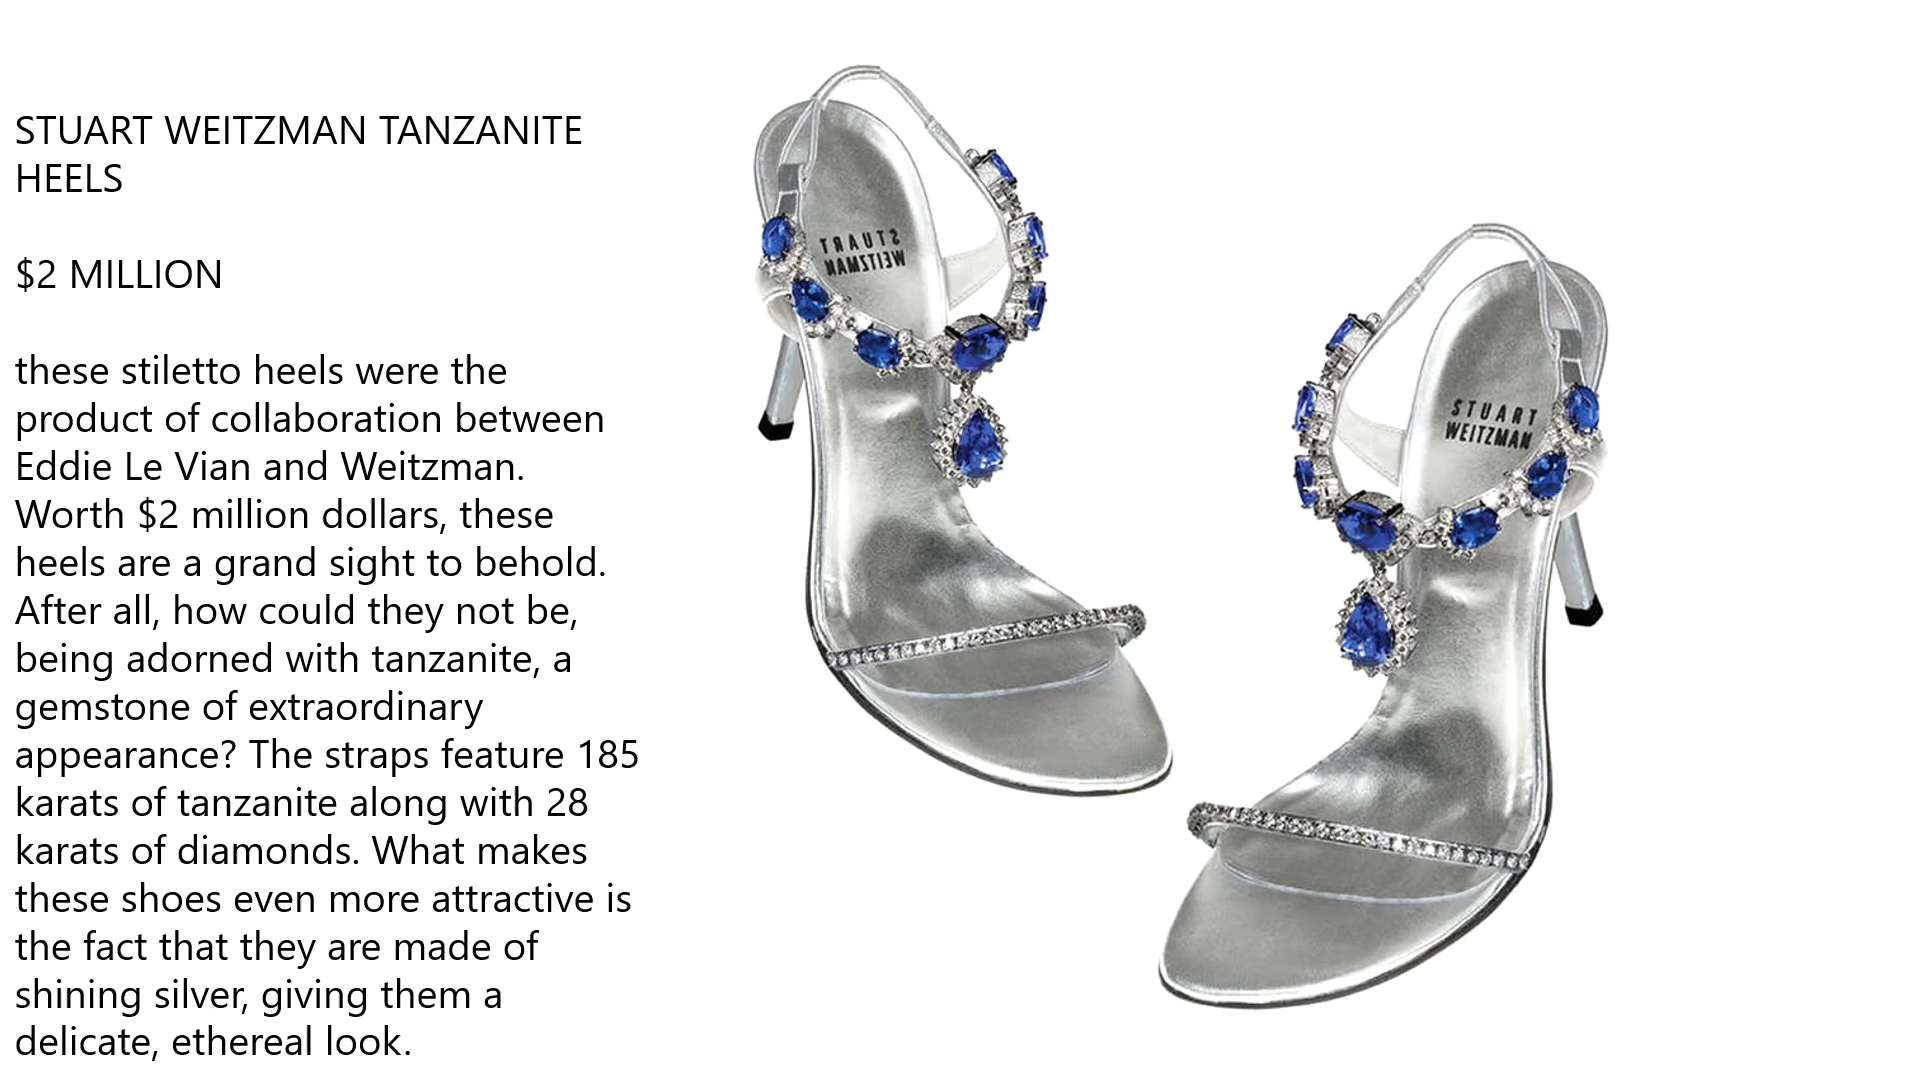 STUART WEITZMAN TANZANITE
HEELS
$2 MILLION
these stiletto heels were the
product of collaboration between
Eddie Le Vian and Weitzman.
Worth $2 million dollars, these
heels are a grand sight to behold.
After all, how could they not be,
being adorned with tanzanite, a
gemstone of extraordinary
appearance? The straps feature 185
karats of tanzanite along with 28
karats of diamonds. What makes
these shoes even more attractive is
the fact that they are made of
shining silver, giving them a
delicate, ethereal look.
STUART
WEITZMAN
STUART
WEITZMAN